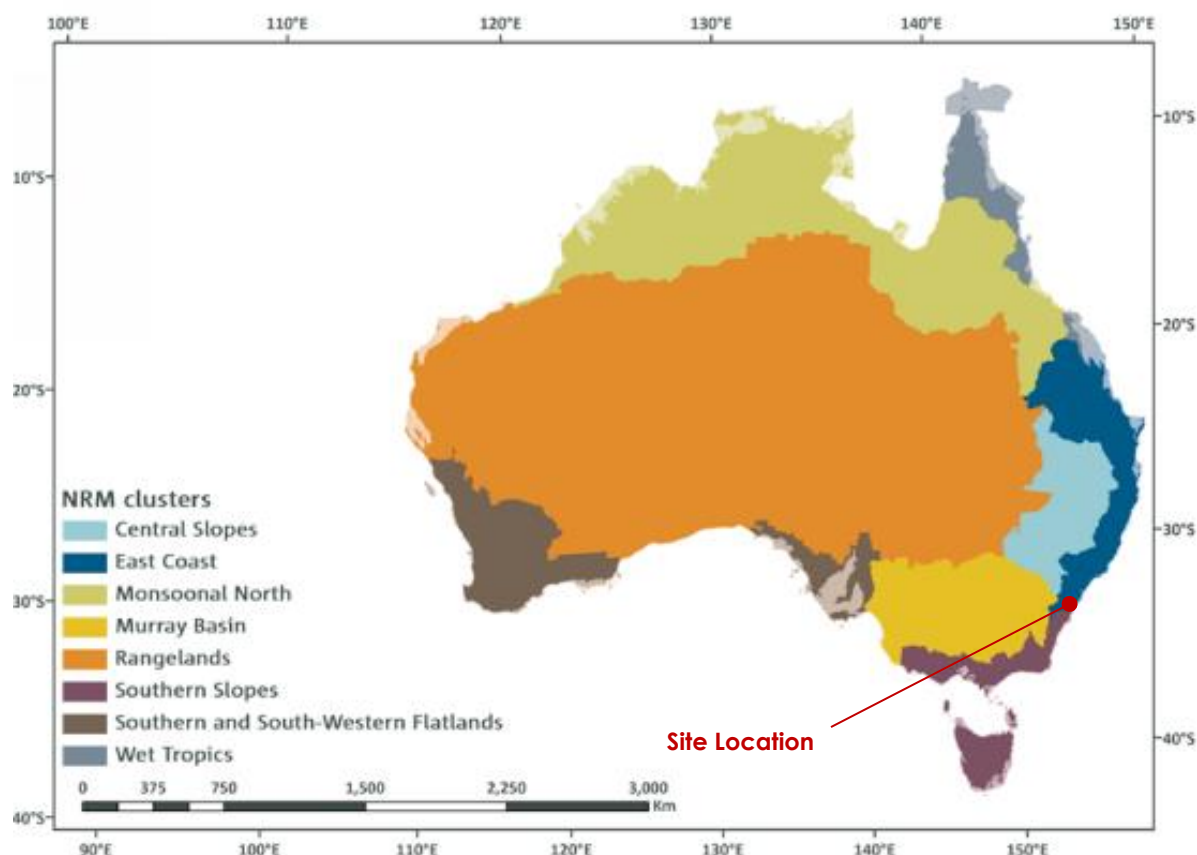 100°E 110°E 120°E 130°E 140°E 150°E
10°S
10°S
20°S
20°S
NRM clusters
Central Slopes
East Coast
30°S
Monsoonal North
30°S
Murray Basin
Rangelands
Southern Slopes
Southern and South-Western Flatlands
Site Location
40°S
Wet Tropics
0 375 750 1,500 2,250 3,000
Km
40°S
90°E 100°E 110°E 120°E 130°E 140°E 150°E